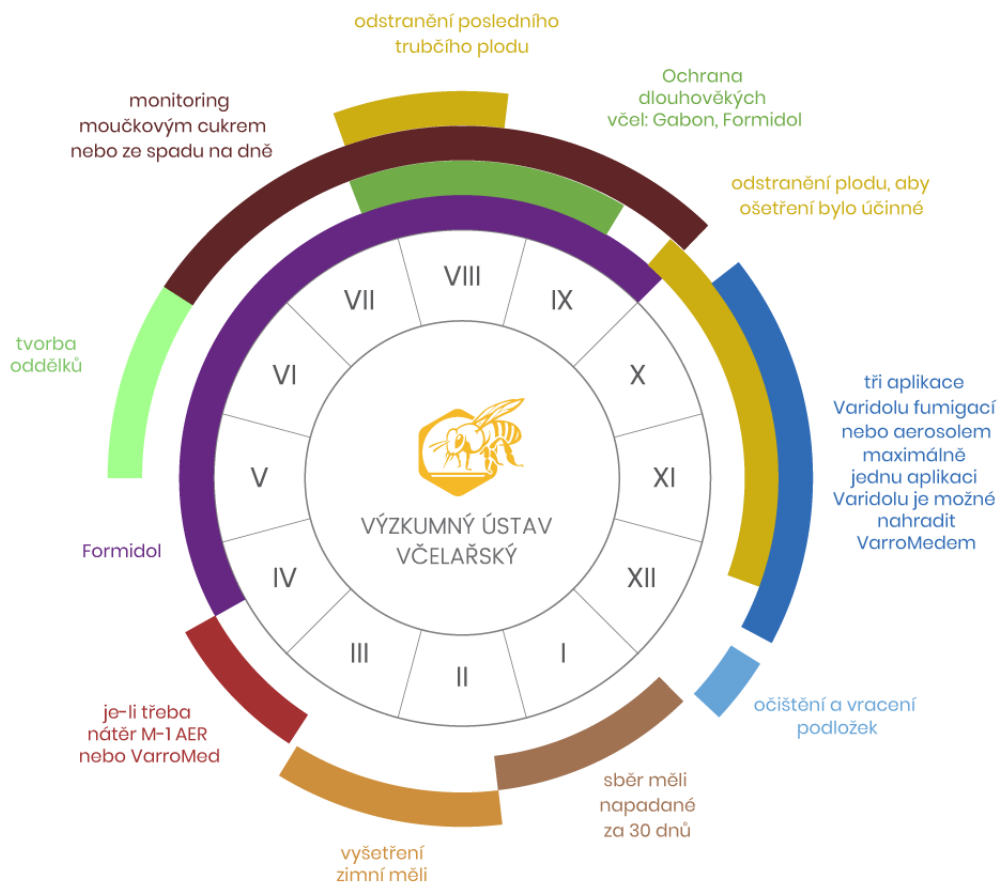 odstranění posledního
trubčího plodu
Ochrana
dlouhověkých
včel: Gabon, Formidol
monitoring
moučkovým cukrem
nebo ze spadu na dně
odstranění plodu, aby
ošetření bylo účinné
tvorba
oddělků
VII
VIII
IX
VI
X
V
XI
IV
XII
III
II
I
VÝZKUMNÝ ÚSTAV
VČELAŘSKÝ
tři aplikace
Varidolu fumigací
nebo aerosolem
maximálně
jednu aplikaci
Varidolu je možné
nahradit
VarroMedem
Formidol
je-li třeba
nátěr M-1 AER
nebo VarroMed
očištění a vracení
podložek
sběr měli
napadané
za 30 dnů
vyšetření
zimní měli